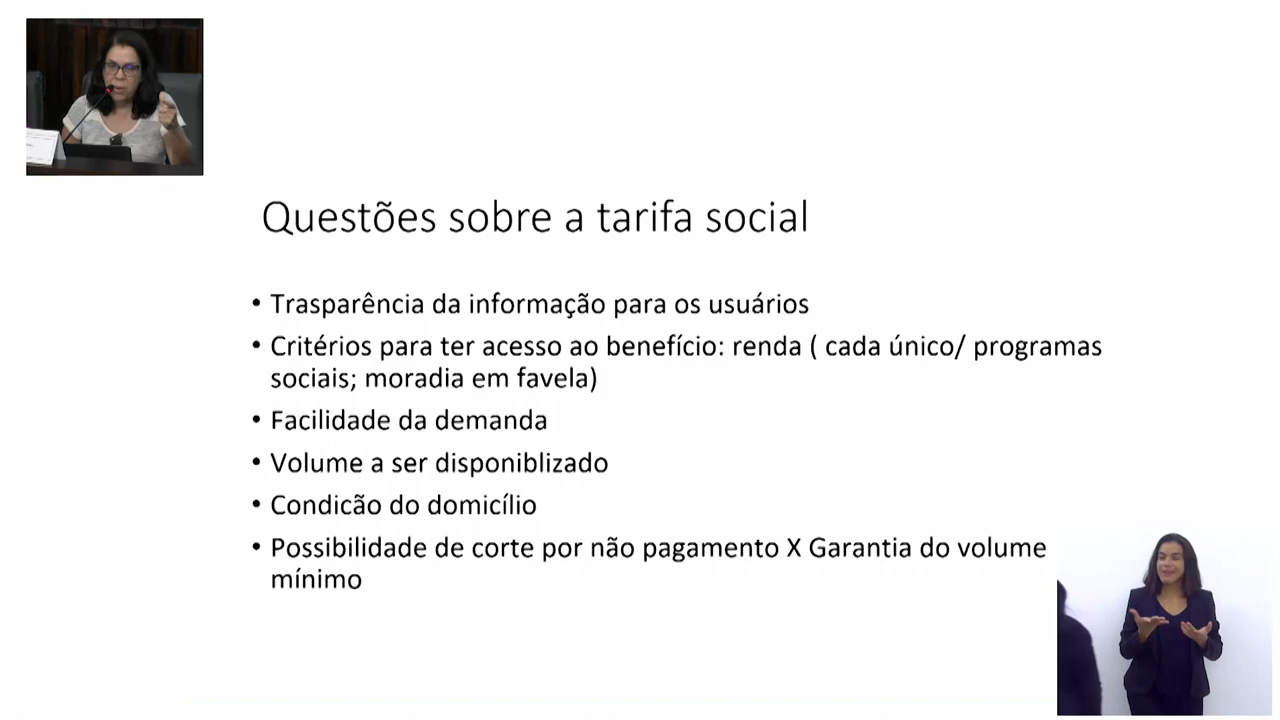 Questões sobre a tarifa social
• Trasparência da informação para os usuários
• Critérios para ter acesso ao benefício: renda ( cada único/ programas
sociais; moradia em favela)
• Facilidade da demanda
• Volume a ser disponiblizado
• Condicão do domicílio
• Possibilidade de corte por não pagamento X Garantia do volume
mínimo